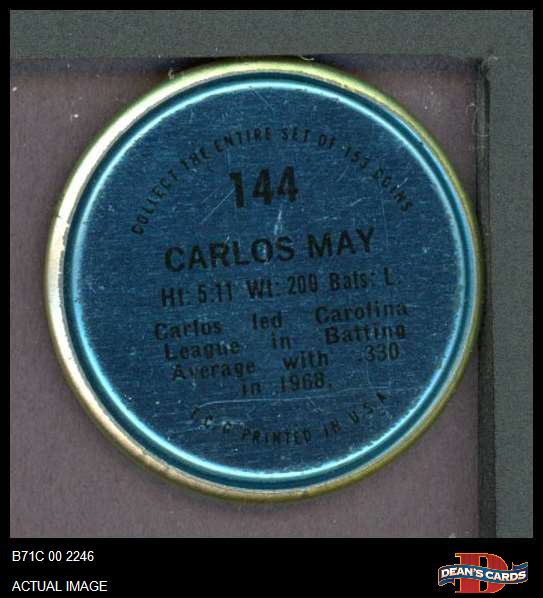 COLLECT THE ENTIRE SET OF 153 COINS
144
CARLOS MAY
Ht: 5.11 Wt: 200 Bats: L.
Carlos led Carolina
League in Batting
Average with .330
in 1968.
T.C.G PRINTED IN U.S.A.
B71C 00 2246
ACTUAL IMAGE
DEAN'S CARDS